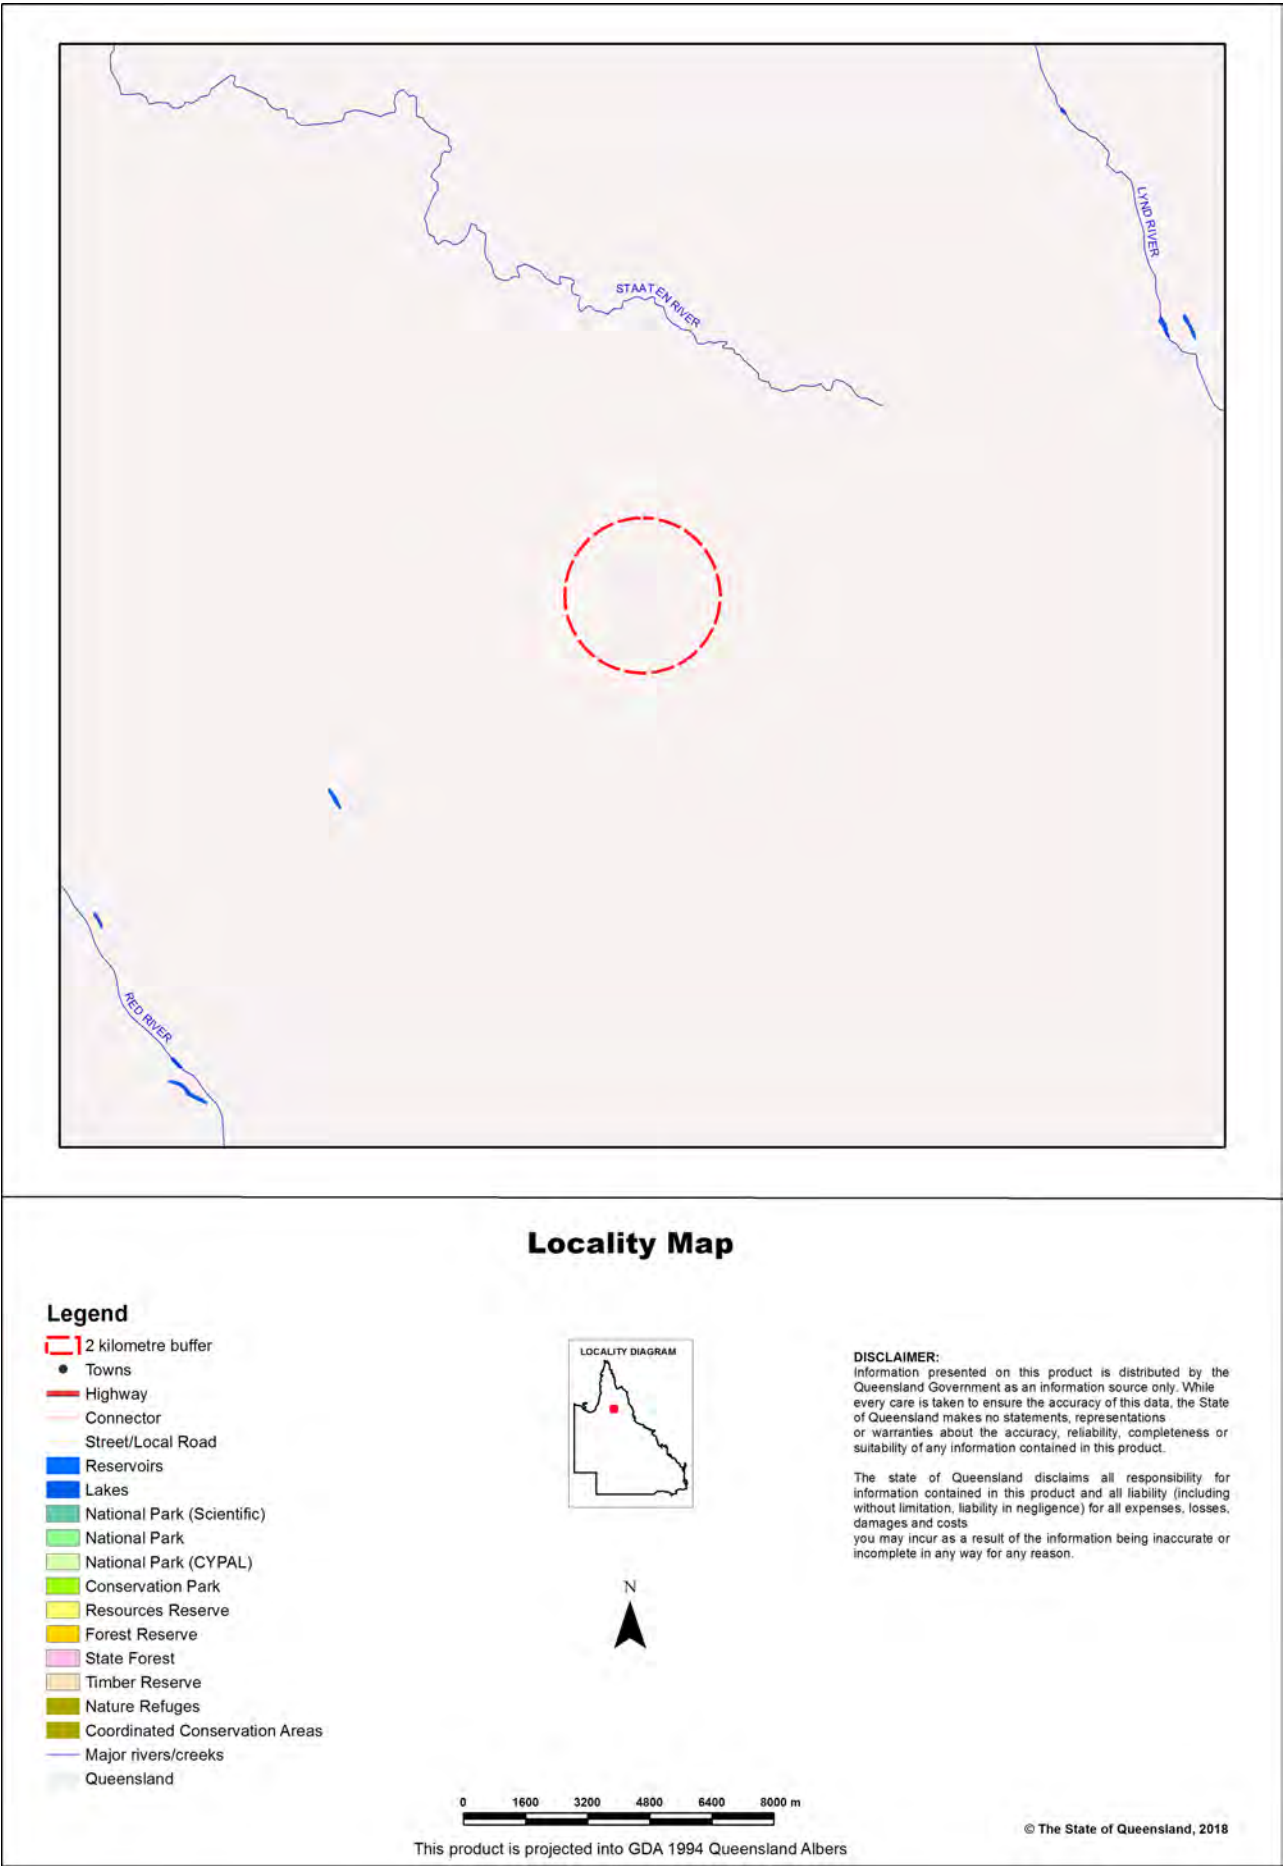 LYND RIVER
STAATEN RIVER
RED RIVER
Locality Map
Legend
2 kilometre buffer
Towns
Highway
Connector
Street/Local Road
Reservoirs
Lakes
National Park (Scientific)
National Park
National Park (CYPAL)
Conservation Park
Resources Reserve
Forest Reserve
State Forest
Timber Reserve
Nature Refuges
Coordinated Conservation Areas
Major rivers/creeks
Queensland
LOCALITY DIAGRAM
N
0 1600 3200 4800 6400 8000 m
This product is projected into GDA 1994 Queensland Albers
DISCLAIMER:
Information presented on this product is distributed by the
Queensland Government as an information source only. While
every care is taken to ensure the accuracy of this data, the State
of Queensland makes no statements, representations
or warranties about the accuracy, reliability, completeness or
suitability of any information contained in this product.
The state of Queensland disclaims all responsibility for
information contained in this product and all liability (including
without limitation, liability in negligence) for all expenses, losses,
damages and costs
you may incur as a result of the information being inaccurate or
incomplete in any way for any reason.
© The State of Queensland, 2018